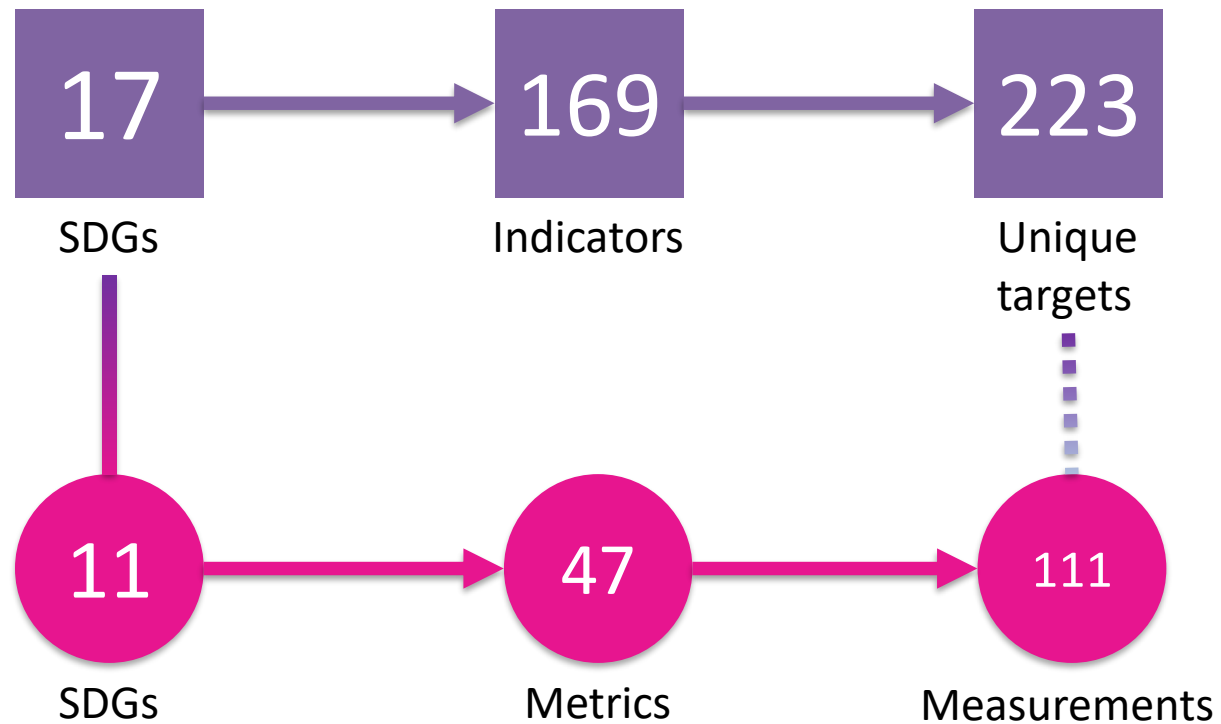 17
169
223
SDGs
Indicators
Unique
targets
11
47
111
SDGs
Metrics
Measurements